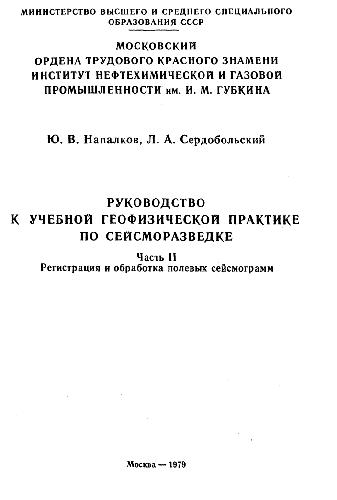 МИНИСТЕРСТВО ВЫСШЕГО И СРЕДНЕГО СПЕЦИАЛЬНОГО
ОБРАЗОВАНИЯ СССР
МОСКОВСКИЙ
ОРДЕНА ТРУДОВОГО КРАСНОГО ЗНАМЕНИ
ИНСТИТУТ НЕФТЕХИМИЧЕСКОЙ И ГАЗОВОЙ
ПРОМЫШЛЕННОСТИ им. И. М. ГУБКИНА
Ю. В. Напалков, Л. А. Сердобольский
РУКОВОДСТВО
К УЧЕБНОЙ ГЕОФИЗИЧЕСКОЙ ПРАКТИКЕ
ПО СЕЙСМОРАЗВЕДКЕ
Часть II
Регистрация и обработка полевых сейсмограмм
Москва — 1979